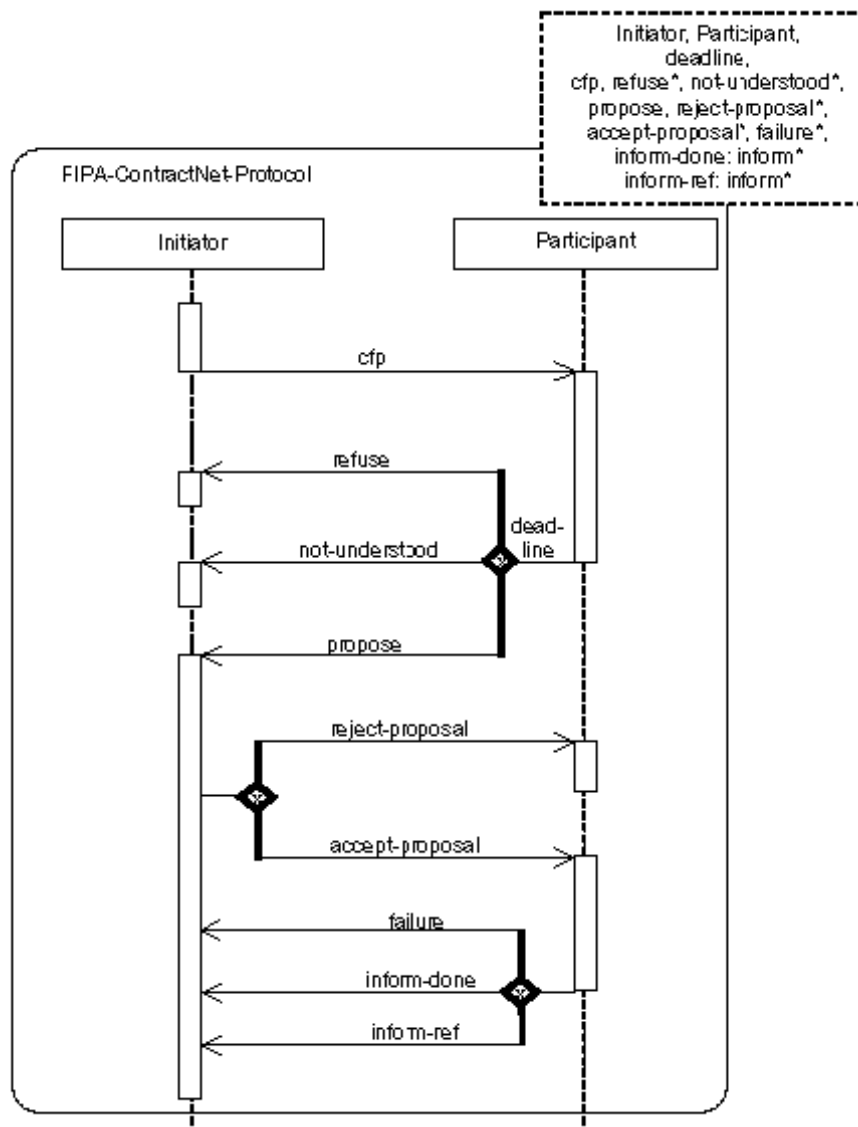 Initiator, Participant,
deadline,
cfp, refuse*, not-understood*,
propose, reject-proposal*,
accept-proposal*, failure*,
inform-done: inform*
inform-ref: inform*
FIPA-ContractNet-Protocol
Initiator
Participant
cfp
refuse
dead-
line
not-understood
propose
reject-proposal
accept-proposal
failure
inform-done
inform-ref